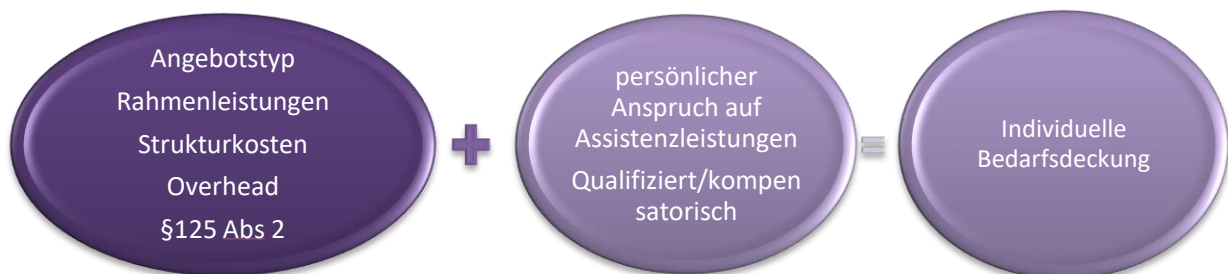 Angebotstyp
Rahmenleistungen
Strukturkosten
Overhead
§125 Abs 2
+
persönlicher
Anspruch auf
Assistenzleistungen
Qualifiziert/kompen
satorisch
=
Individuelle
Bedarfsdeckung